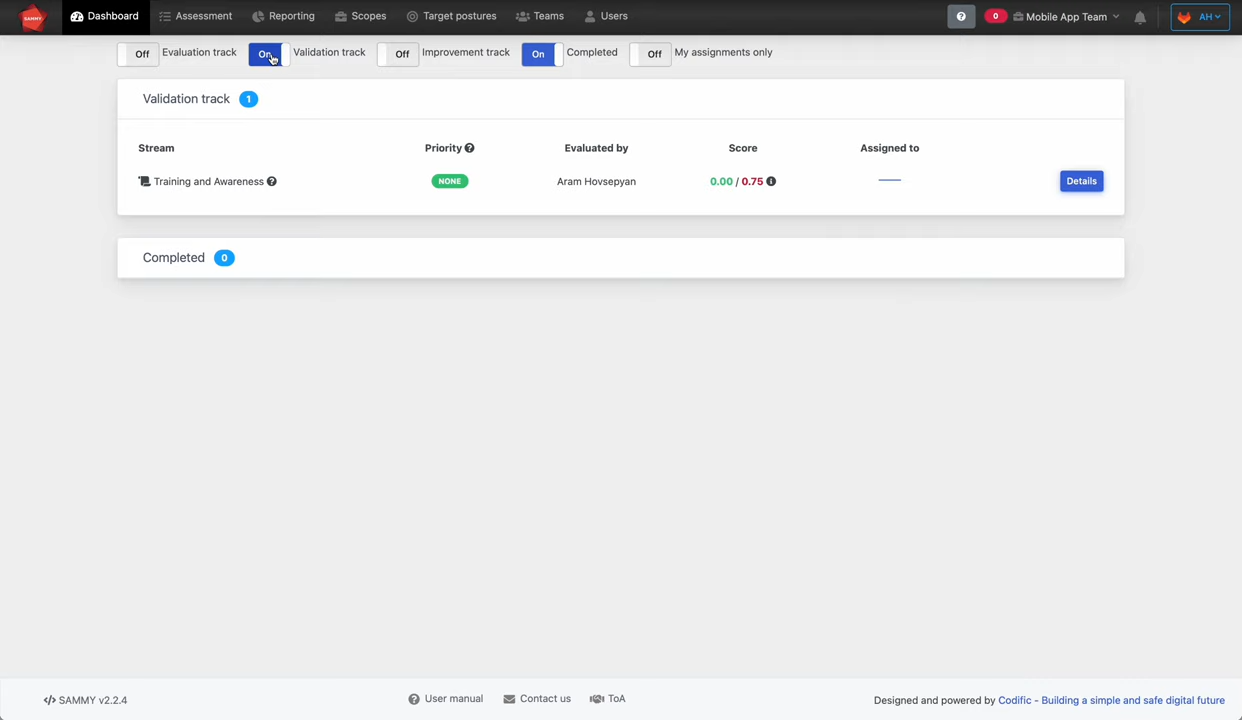 SAMMY Dashboard Assessment Reporting Scopes Target postures Teams Users ? 0 Mobile App Team AH
Off Evaluation track On Validation track Off Improvement track On Completed Off My assignments only
Validation track 1
Stream Priority ? Evaluated by Score Assigned to
Training and Awareness ? NONE Aram Hovsepyan 0.00 / 0.75 i Details
Completed 0
</> SAMMY v2.2.4 ? User manual Contact us ToA Designed and powered by Codific - Building a simple and safe digital future